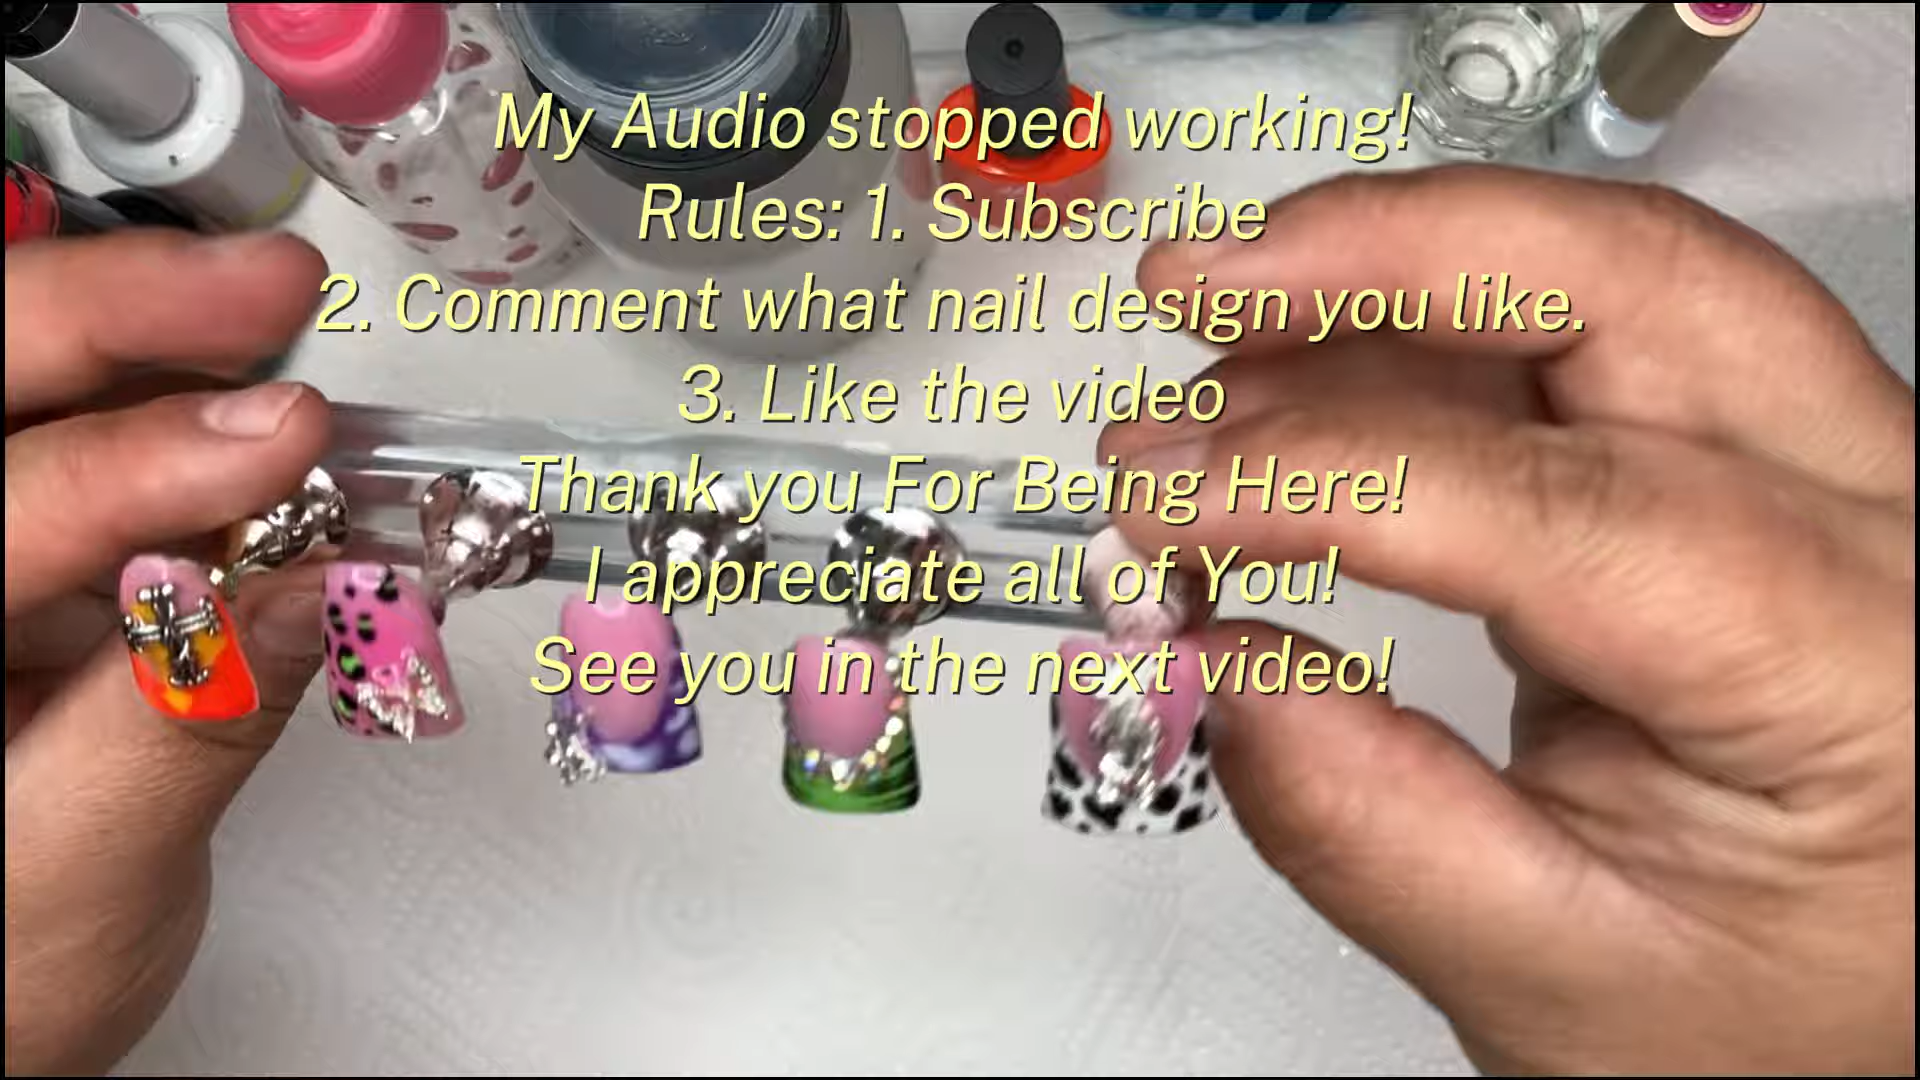 My Audio stopped working!
Rules: 1. Subscribe
2. Comment what nail design you like.
3. Like the video
Thank you For Being Here!
I appreciate all of You!
See you in the next video!